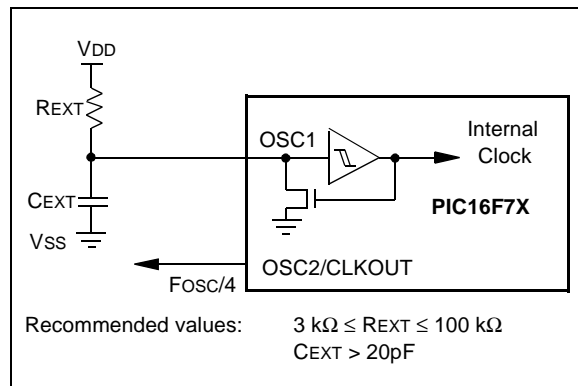 VDD
REXT
OSC1
Internal
Clock
CEXT
PIC16F7X
VSS
OSC2/CLKOUT
FOSC/4
Recommended values: 3 kΩ ≤ REXT ≤ 100 kΩ
CEXT > 20pF